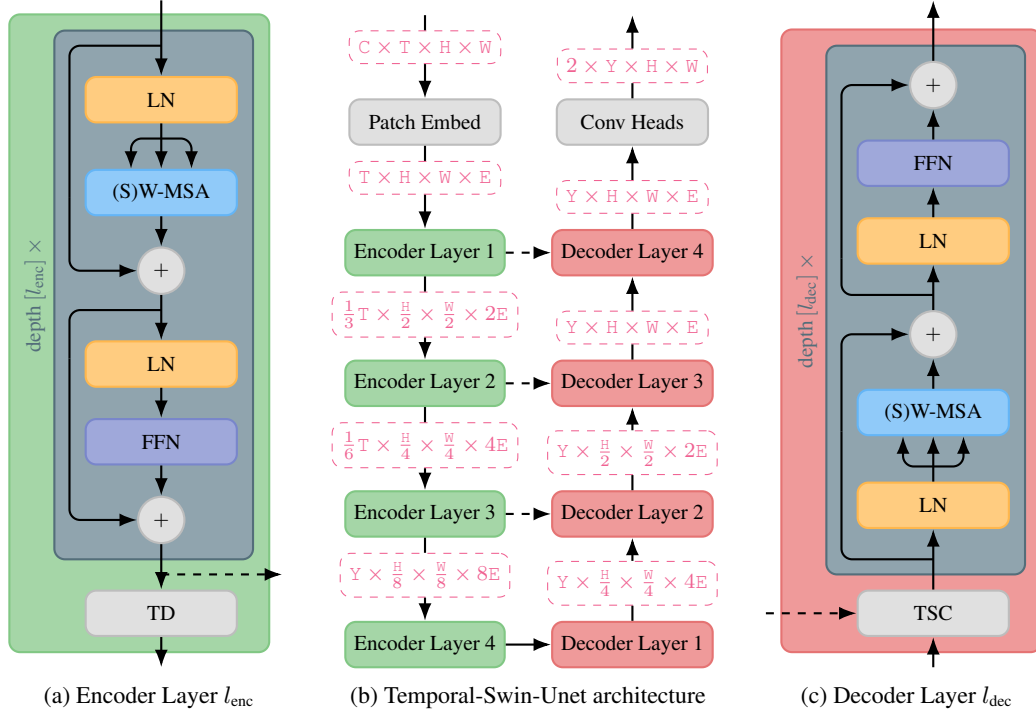 LN
(S)W-MSA
+
LN
FFN
+
TD
depth [l_enc] ×
(a) Encoder Layer l_enc
C × T × H × W
Patch Embed
T × H × W × E
Encoder Layer 1
1/3 T × H/2 × W/2 × 2E
Encoder Layer 2
1/6 T × H/4 × W/4 × 4E
Encoder Layer 3
Y × H/8 × W/8 × 8E
Encoder Layer 4
2 × Y × H × W
Conv Heads
Y × H × W × E
Decoder Layer 4
Y × H × W × E
Decoder Layer 3
Y × H/2 × W/2 × 2E
Decoder Layer 2
Y × H/4 × W/4 × 4E
Decoder Layer 1
(b) Temporal-Swin-Unet architecture
+
FFN
LN
+
(S)W-MSA
LN
TSC
depth [l_dec] ×
(c) Decoder Layer l_dec